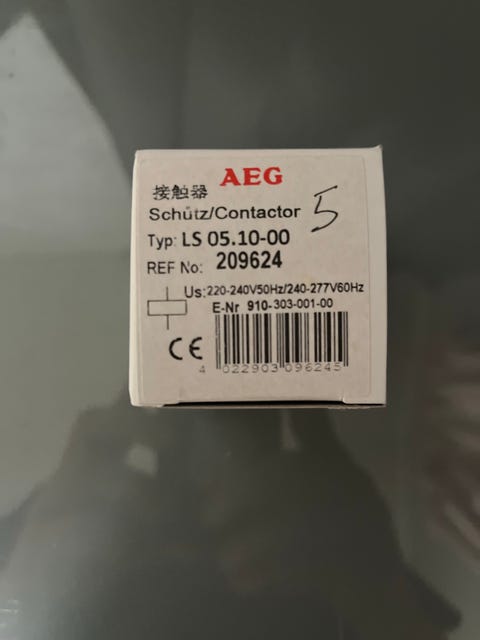 AEG
接触器
Schütz/Contactor 5
Typ: LS 05.10-00
REF No: 209624
Us: 220-240V50Hz/240-277V60Hz
E-Nr 910-303-001-00
CE
4 022903 096245